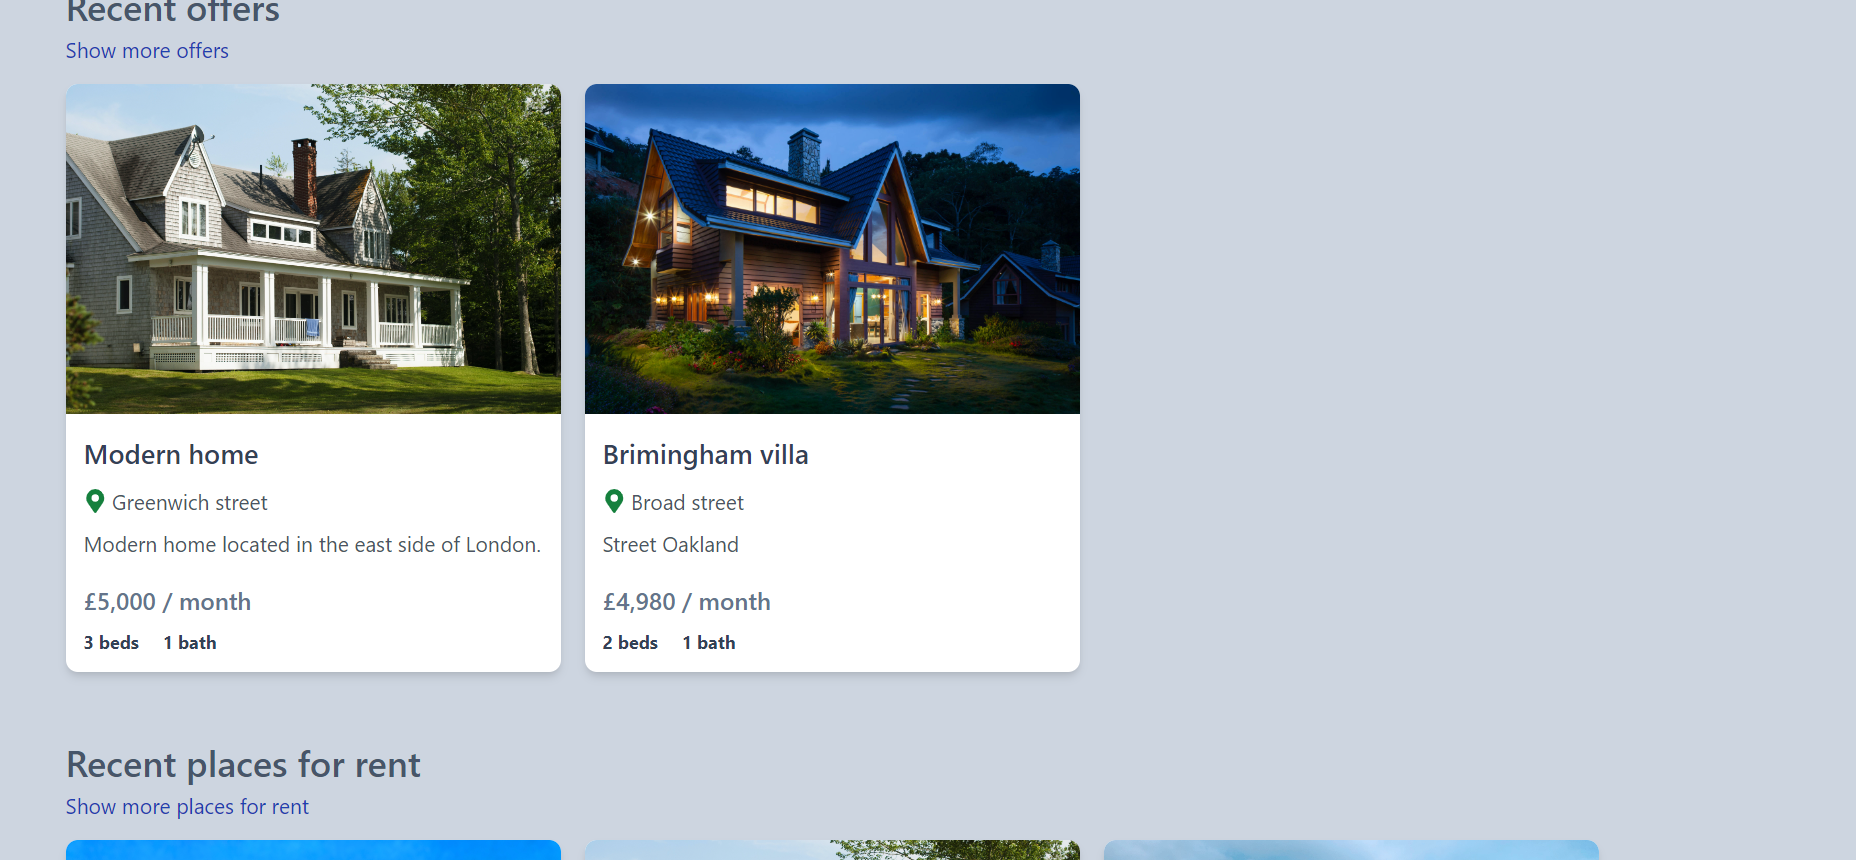 Recent offers
Show more offers
Modern home
Greenwich street
Modern home located in the east side of London.
£5,000 / month
3 beds 1 bath
Brimingham villa
Broad street
Street Oakland
£4,980 / month
2 beds 1 bath
Recent places for rent
Show more places for rent